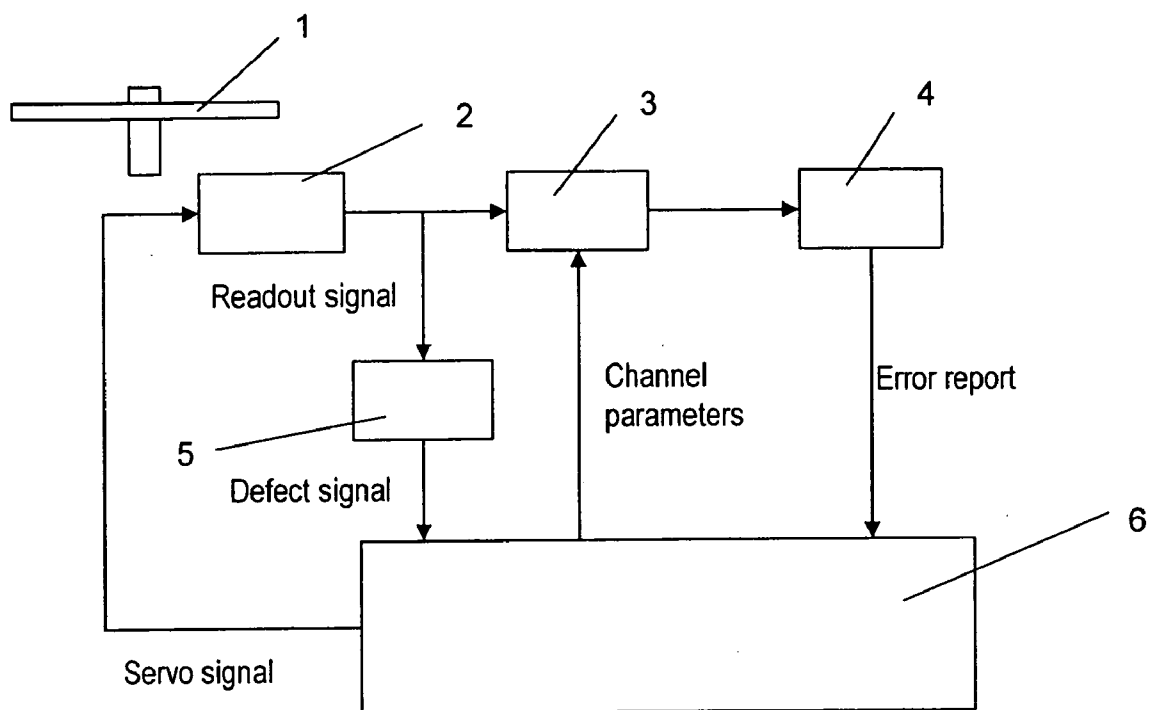 1
2
3
4
Readout signal
Channel
parameters
Error report
5
Defect signal
6
Servo signal